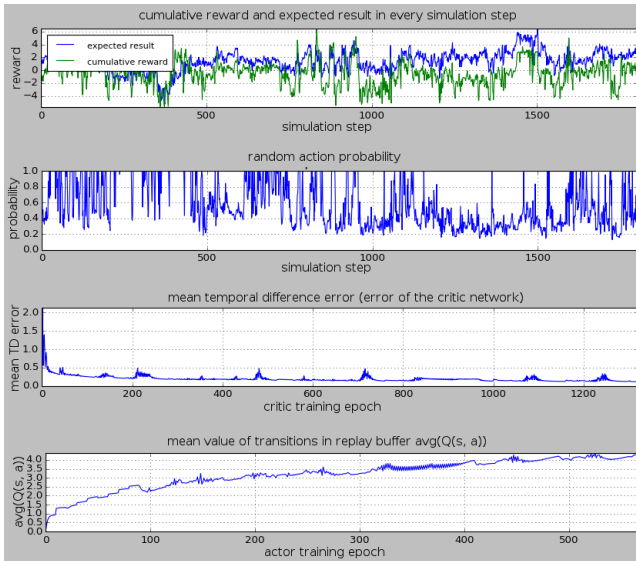 cumulative reward and expected result in every simulation step
6
4
2
0
−2
−4
reward
expected result
cumulative reward
0 500 1000 1500
simulation step
random action probability
1.0
0.8
0.6
0.4
0.2
0.0
probability
0 500 1000 1500
simulation step
mean temporal difference error (error of the critic network)
2.0
1.5
1.0
0.5
0.0
mean TD error
0 200 400 600 800 1000 1200
critic training epoch
mean value of transitions in replay buffer avg(Q(s, a))
4.0
3.5
3.0
2.5
2.0
1.5
1.0
0.5
0.0
avg(Q(s, a))
0 100 200 300 400 500
actor training epoch